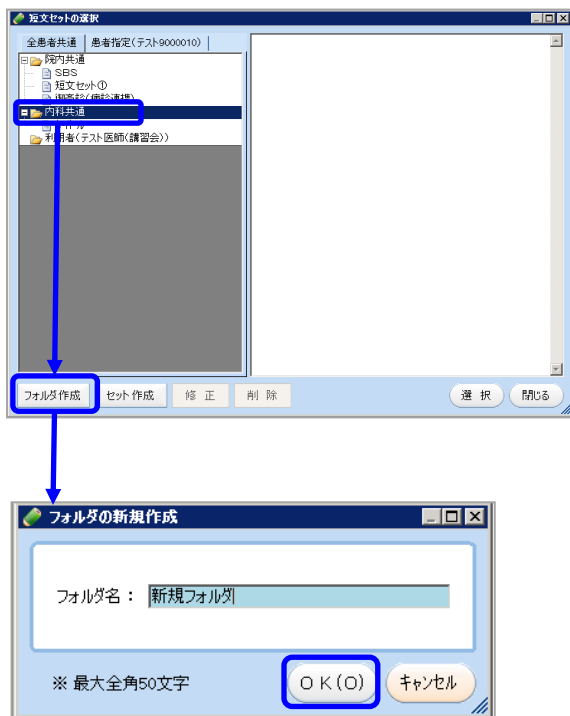 短文セットの選択
全患者共通 患者指定(テスト9000010)
院内共通
SBS
短文セット①
内科共通
利用者(テスト医師(講習会))
フォルダ作成 セット作成 修 正 削 除 選 択 閉じる
フォルダの新規作成
フォルダ名： 新規フォルダ
※ 最大全角50文字 ＯＫ(O) キャンセル